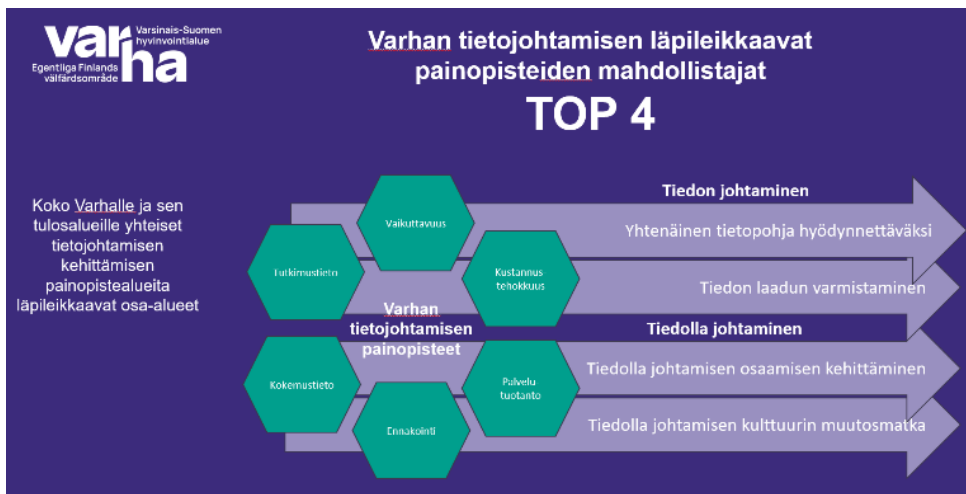 var
ha
Varsinais-Suomen
hyvinvointialue
Egentliga Finlands
välfärdsområde
Varhan tietojohtamisen läpileikkaavat
painopisteiden mahdollistajat
TOP 4
Koko Varhalle ja sen
tulosalueille yhteiset
tietojohtamisen
kehittämisen
painopistealueita
läpileikkaavat osa-alueet
Vaikuttavuus
Tutkimustieto
Kustannus
tehokkuus
Varhan
tietojohtamisen
painopisteet
Kokemustieto
Palvelu
tuotanto
Ennakointi
Tiedon johtaminen
Yhtenäinen tietopohja hyödynnettäväksi
Tiedon laadun varmistaminen
Tiedolla johtaminen
Tiedolla johtamisen osaamisen kehittäminen
Tiedolla johtamisen kulttuurin muutosmatka